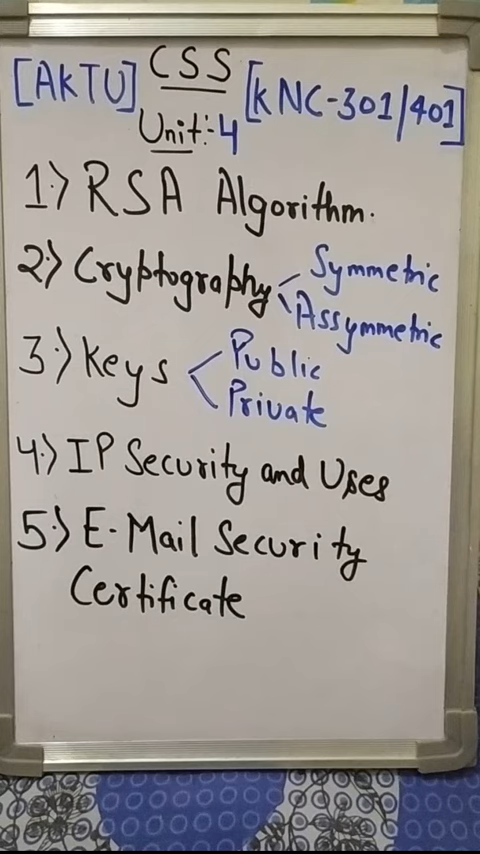 [AKTU] CSS [KNC-301/401]
Unit:-4
1·> RSA Algorithm.
2·> Cryptography < Symmetric
Assymmetric
3·> Keys < Public
Private
4·> IP Security and Uses
5·> E-Mail Security
Certificate